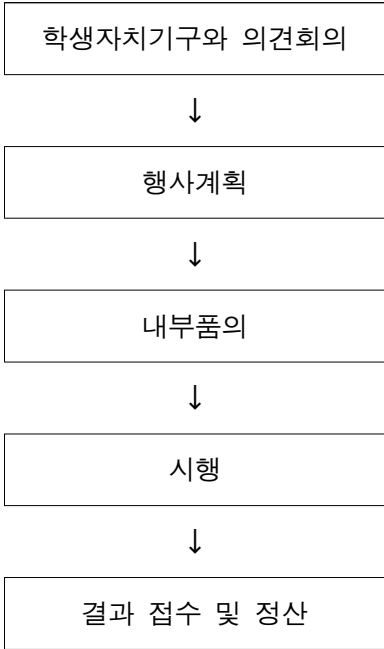 학생자치기구와 의견회의
↓
행사계획
↓
내부품의
↓
시행
↓
결과 접수 및 정산